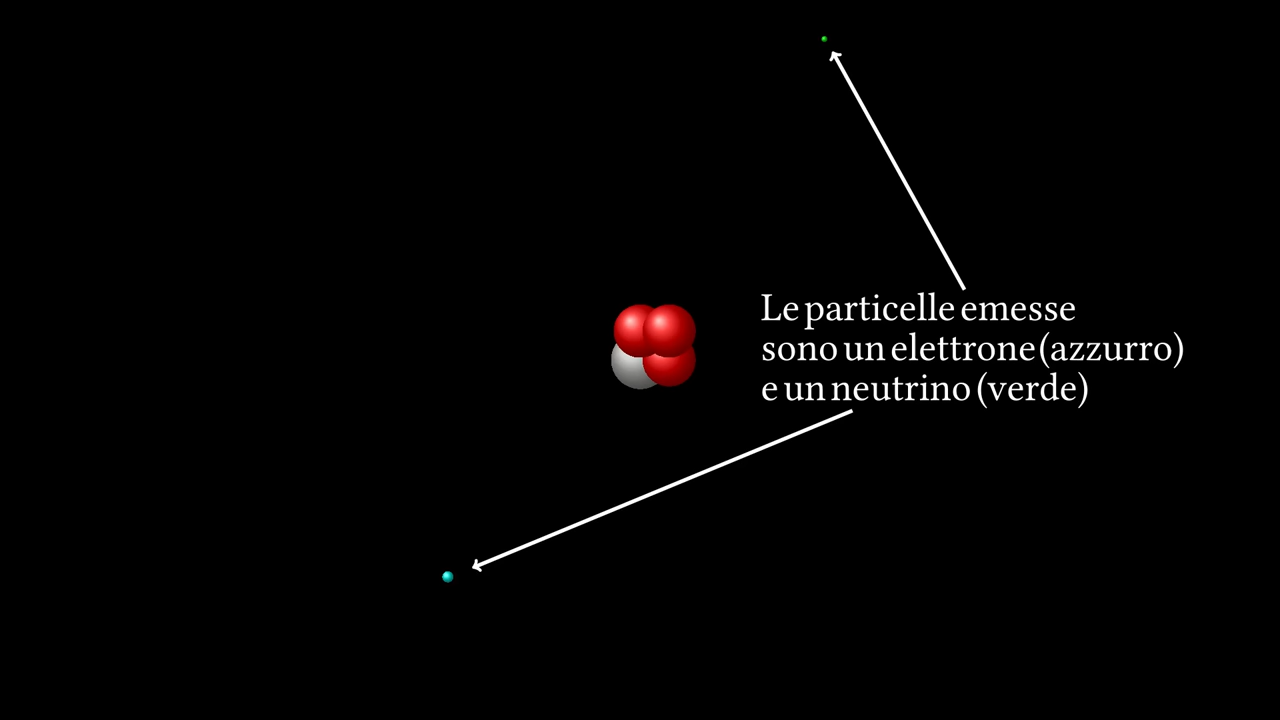 Le particelle emesse
sono un elettrone (azzurro)
e un neutrino (verde)